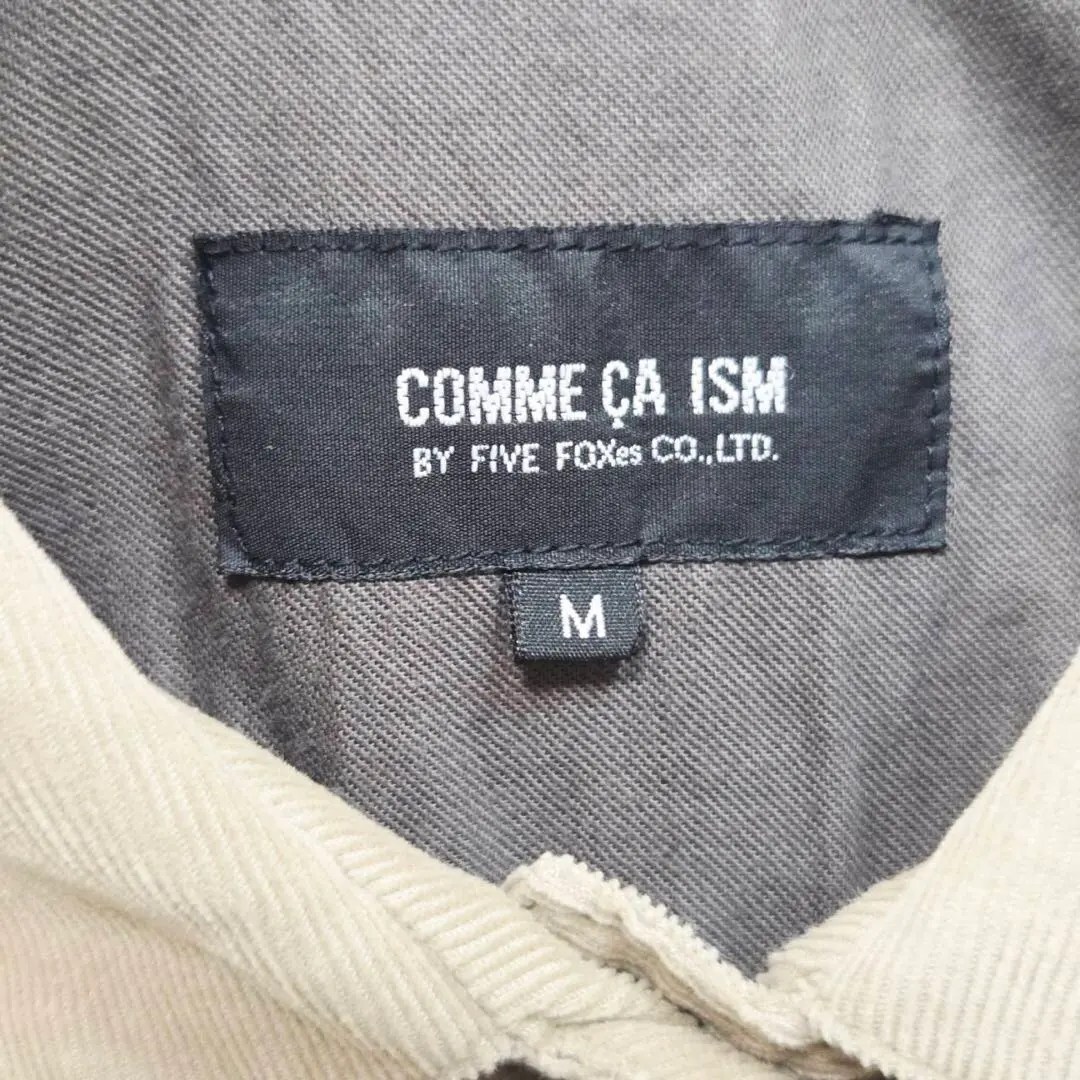 COMME ÇA ISM
BY FIVE FOXes CO.,LTD.
M